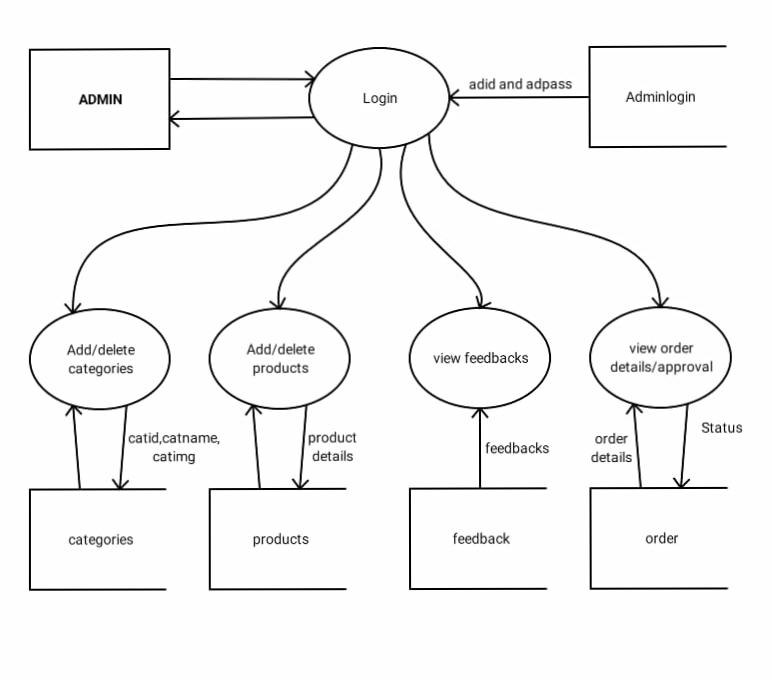 ADMIN
Login
adid and adpass
Adminlogin
Add/delete
categories
Add/delete
products
view feedbacks
view order
details/approval
catid,catname,
catimg
product
details
feedbacks
order
details
Status
categories
products
feedback
order